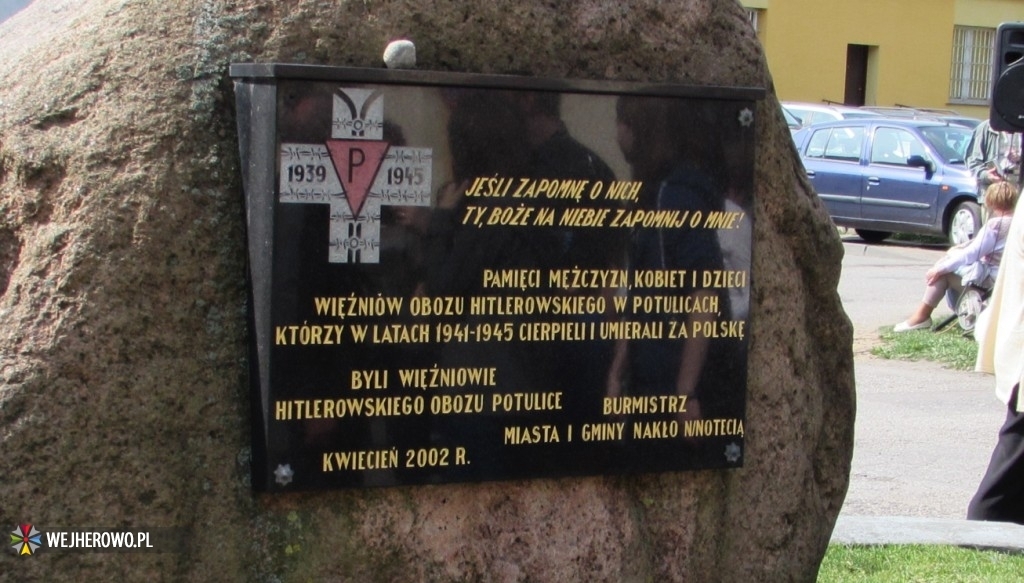 P
1939 1945
JEŚLI ZAPOMNĘ O NICH,
TY, BOŻE NA NIEBIE ZAPOMNIJ O MNIE!
PAMIĘCI MĘŻCZYZN, KOBIET I DZIECI
WIĘŹNIÓW OBOZU HITLEROWSKIEGO W POTULICACH,
KTÓRZY W LATACH 1941-1945 CIERPIELI I UMIERALI ZA POLSKĘ
BYLI WIĘŹNIOWIE
HITLEROWSKIEGO OBOZU POTULICE
BURMISTRZ
MIASTA I GMINY NAKŁO N/NOTECIĄ
KWIECIEŃ 2002 R.
WEJHEROWO.PL